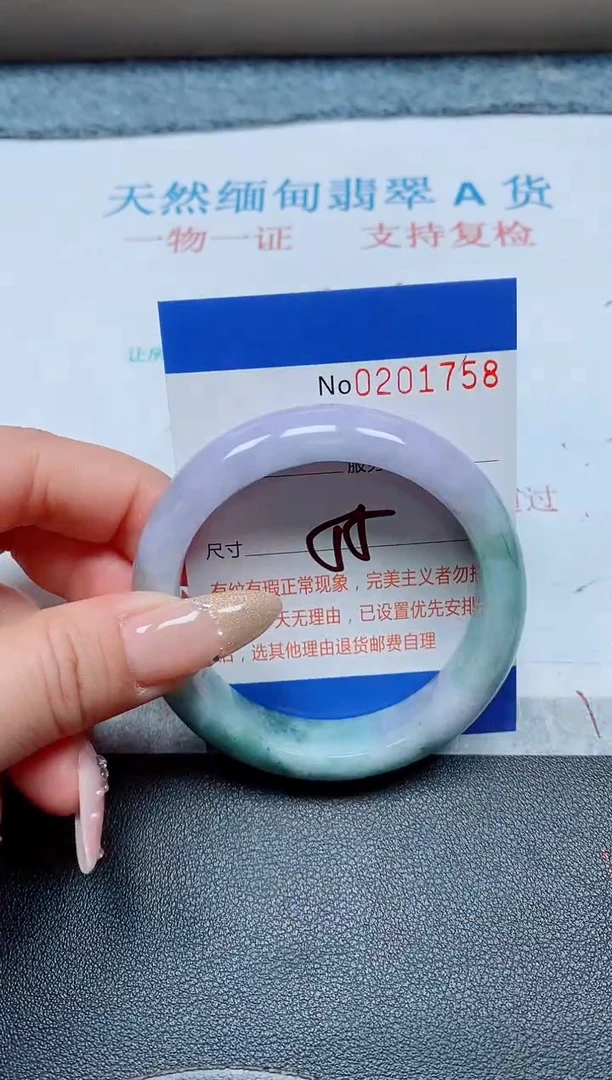 天然缅甸翡翠A货
一物一证 支持复检
No0201758
尺寸
有纹有瑕正常现象，完美主义者勿拍
天无理由，已设置优先安排
选其他理由退货邮费自理